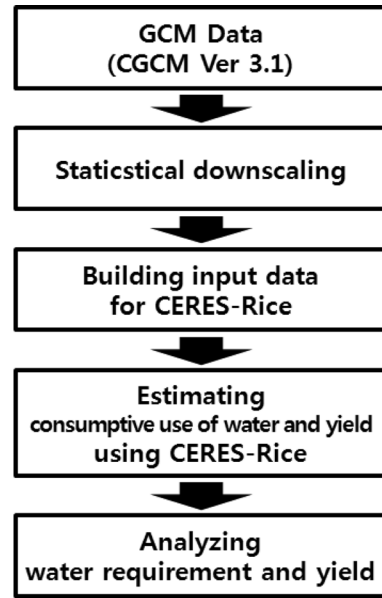 GCM Data
(CGCM Ver 3.1)
Staticstical downscaling
Building input data
for CERES-Rice
Estimating
consumptive use of water and yield
using CERES-Rice
Analyzing
water requirement and yield